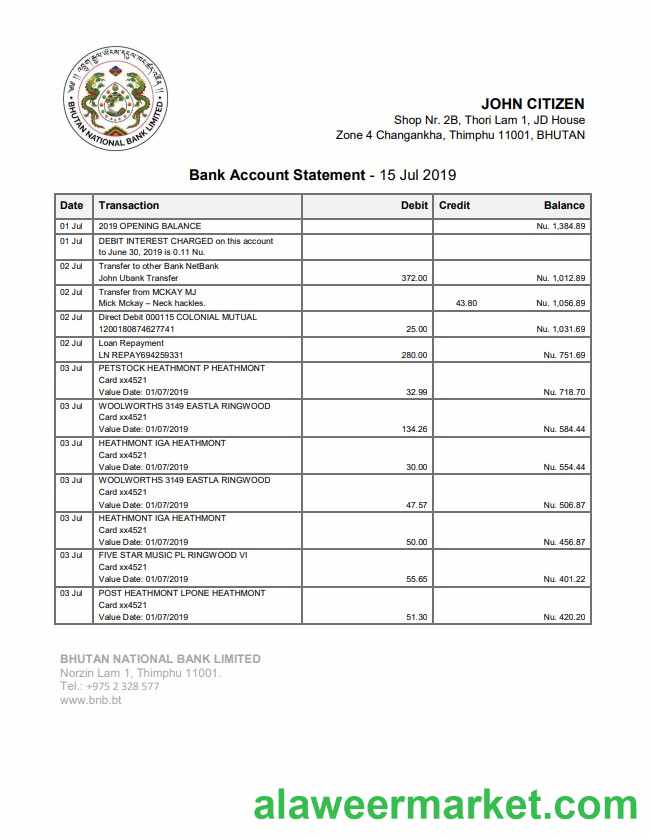 BHUTAN NATIONAL BANK LIMITED
JOHN CITIZEN
Shop Nr. 2B, Thori Lam 1, JD House
Zone 4 Changankha, Thimphu 11001, BHUTAN
Bank Account Statement - 15 Jul 2019
Date Transaction Debit Credit Balance
01 Jul 2019 OPENING BALANCE Nu. 1,384.89
01 Jul DEBIT INTEREST CHARGED on this account
to June 30, 2019 is 0.11 Nu.
02 Jul Transfer to other Bank NetBank
John Ubank Transfer 372.00 Nu. 1,012.89
02 Jul Transfer from MCKAY MJ
Mick Mckay – Neck hackles. 43.80 Nu. 1,056.89
02 Jul Direct Debit 000115 COLONIAL MUTUAL
1200180874627741 25.00 Nu. 1,031.69
02 Jul Loan Repayment
LN REPAY694259331 280.00 Nu. 751.69
03 Jul PETSTOCK HEATHMONT P HEATHMONT
Card xx4521
Value Date: 01/07/2019 32.99 Nu. 718.70
03 Jul WOOLWORTHS 3149 EASTLA RINGWOOD
Card xx4521
Value Date: 01/07/2019 134.26 Nu. 584.44
03 Jul HEATHMONT IGA HEATHMONT
Card xx4521
Value Date: 01/07/2019 30.00 Nu. 554.44
03 Jul WOOLWORTHS 3149 EASTLA RINGWOOD
Card xx4521
Value Date: 01/07/2019 47.57 Nu. 506.87
03 Jul HEATHMONT IGA HEATHMONT
Card xx4521
Value Date: 01/07/2019 50.00 Nu. 456.87
03 Jul FIVE STAR MUSIC PL RINGWOOD VI
Card xx4521
Value Date: 01/07/2019 55.65 Nu. 401.22
03 Jul POST HEATHMONT LPONE HEATHMONT
Card xx4521
Value Date: 01/07/2019 51.30 Nu. 420.20
BHUTAN NATIONAL BANK LIMITED
Norzin Lam 1, Thimphu 11001.
Tel.: +975 2 328 577
www.bnb.bt
alaweermarket.com